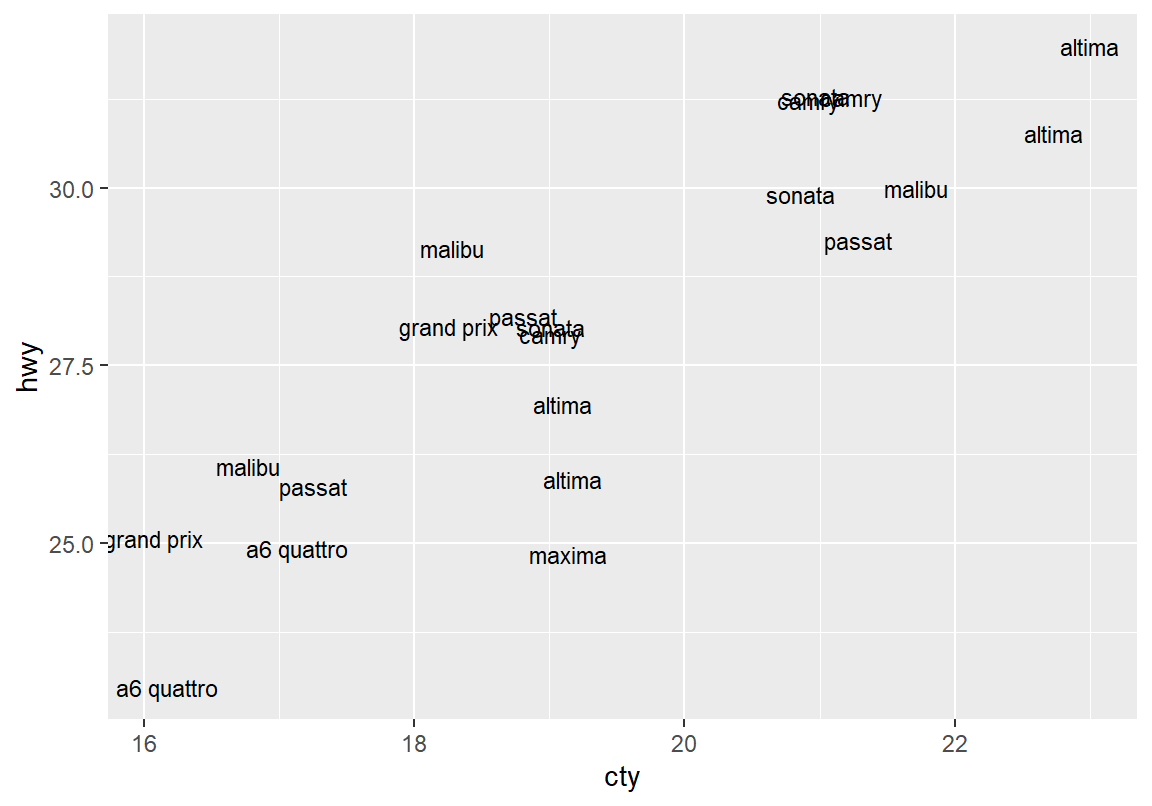 altima
sonata
camry
camry
altima
30.0
sonata
malibu
passat
malibu
passat
grand prix
sonata
camry
hwy
27.5
altima
malibu
passat
altima
25.0
grand prix
a6 quattro
maxima
a6 quattro
16
18
20
22
cty